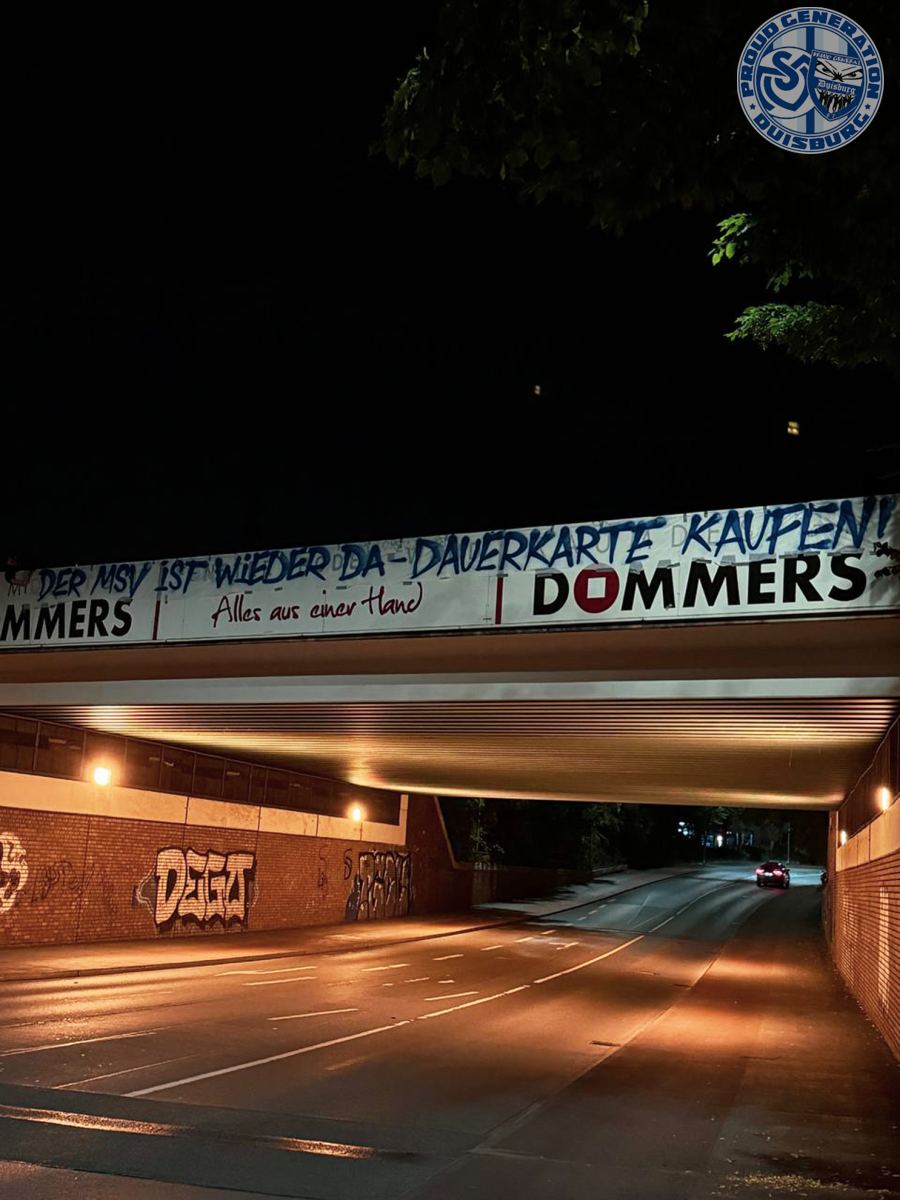 PROUD GENERATION
DUISBURG
DER MSV IST WIEDER DA-DAUERKARTE KAUFEN!
MMERS
Alles aus einer Hand
DOMMERS